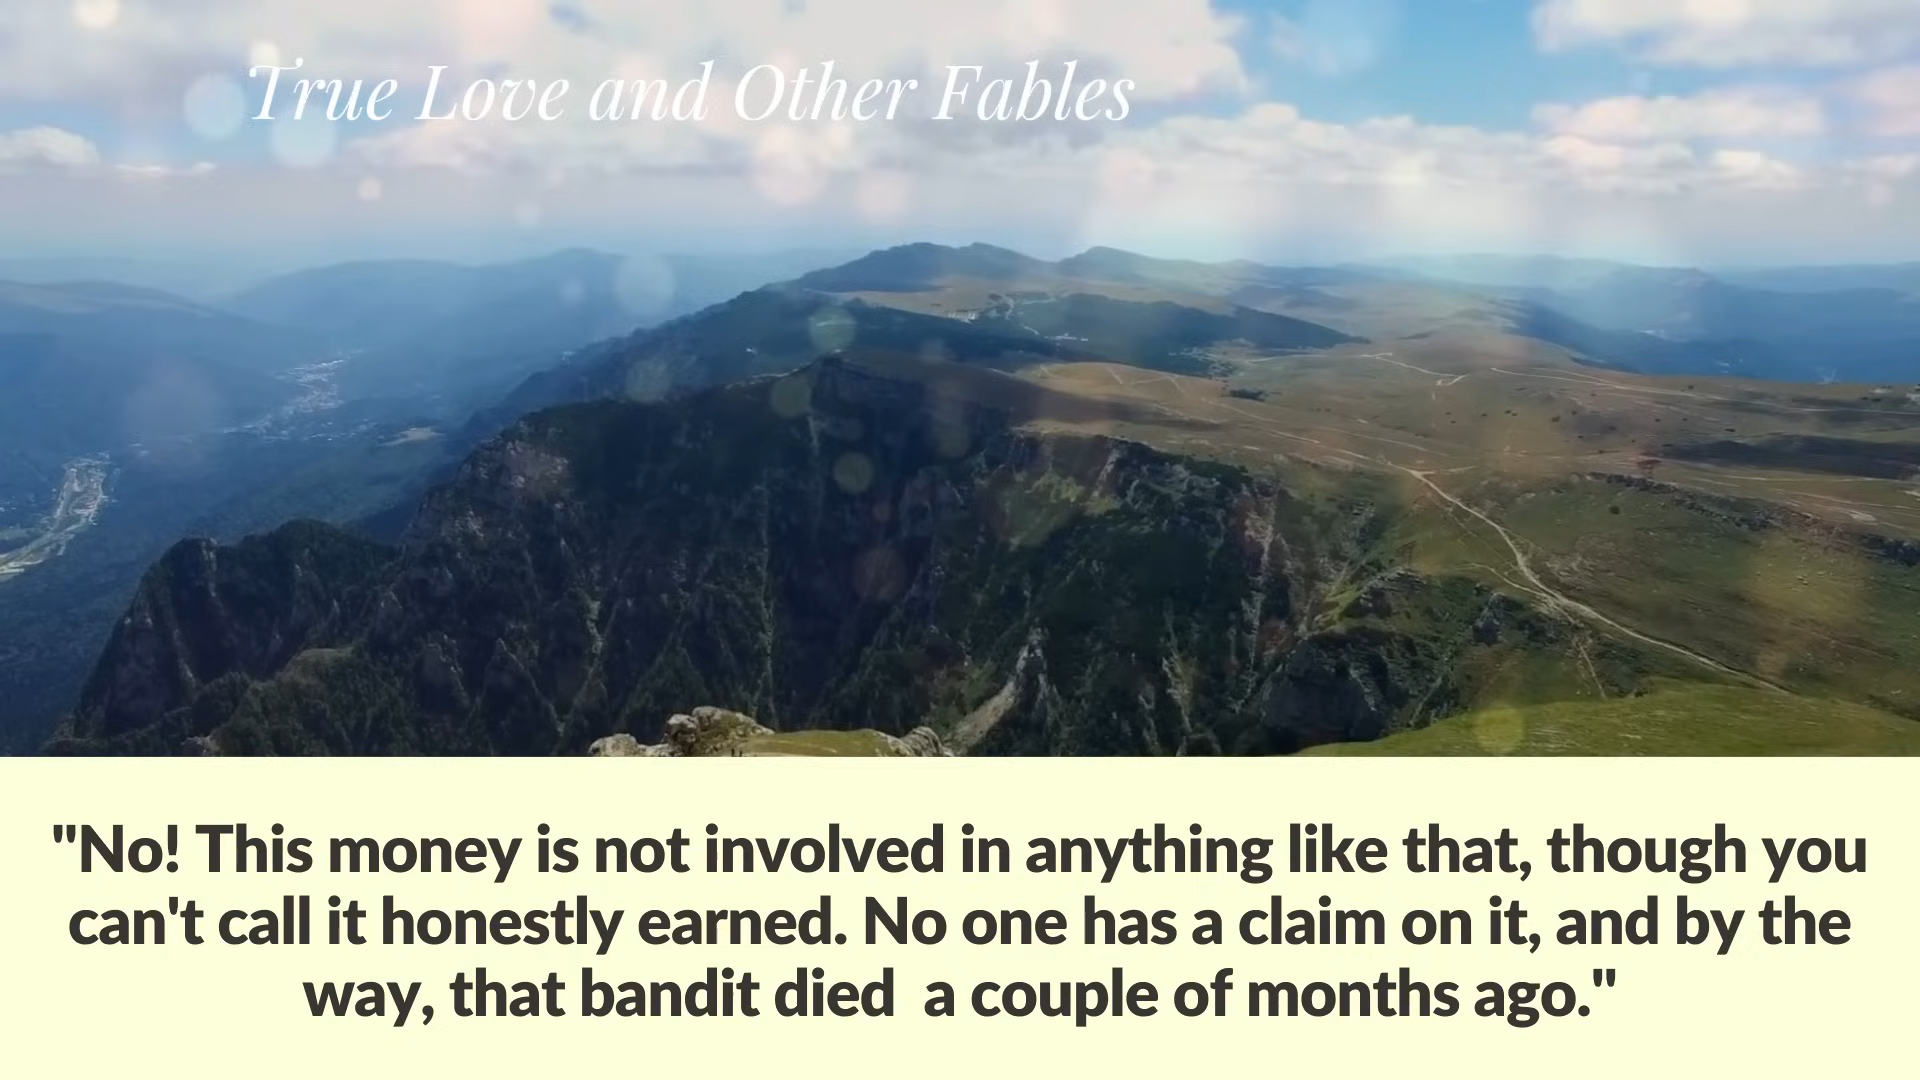 True Love and Other Fables
"No! This money is not involved in anything like that, though you
can't call it honestly earned. No one has a claim on it, and by the
way, that bandit died  a couple of months ago."